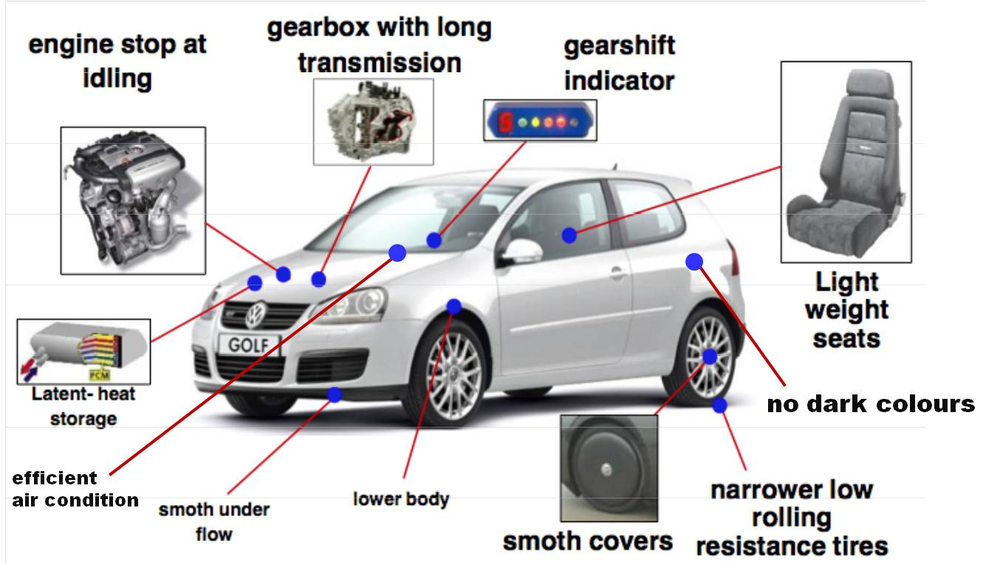 engine stop at
idling
gearbox with long
transmission
gearshift
indicator
Light
weight
seats
GOLF
PCM
Latent- heat
storage
no dark colours
efficient
air condition
smoth under
flow
lower body
smoth covers
narrower low
rolling
resistance tires